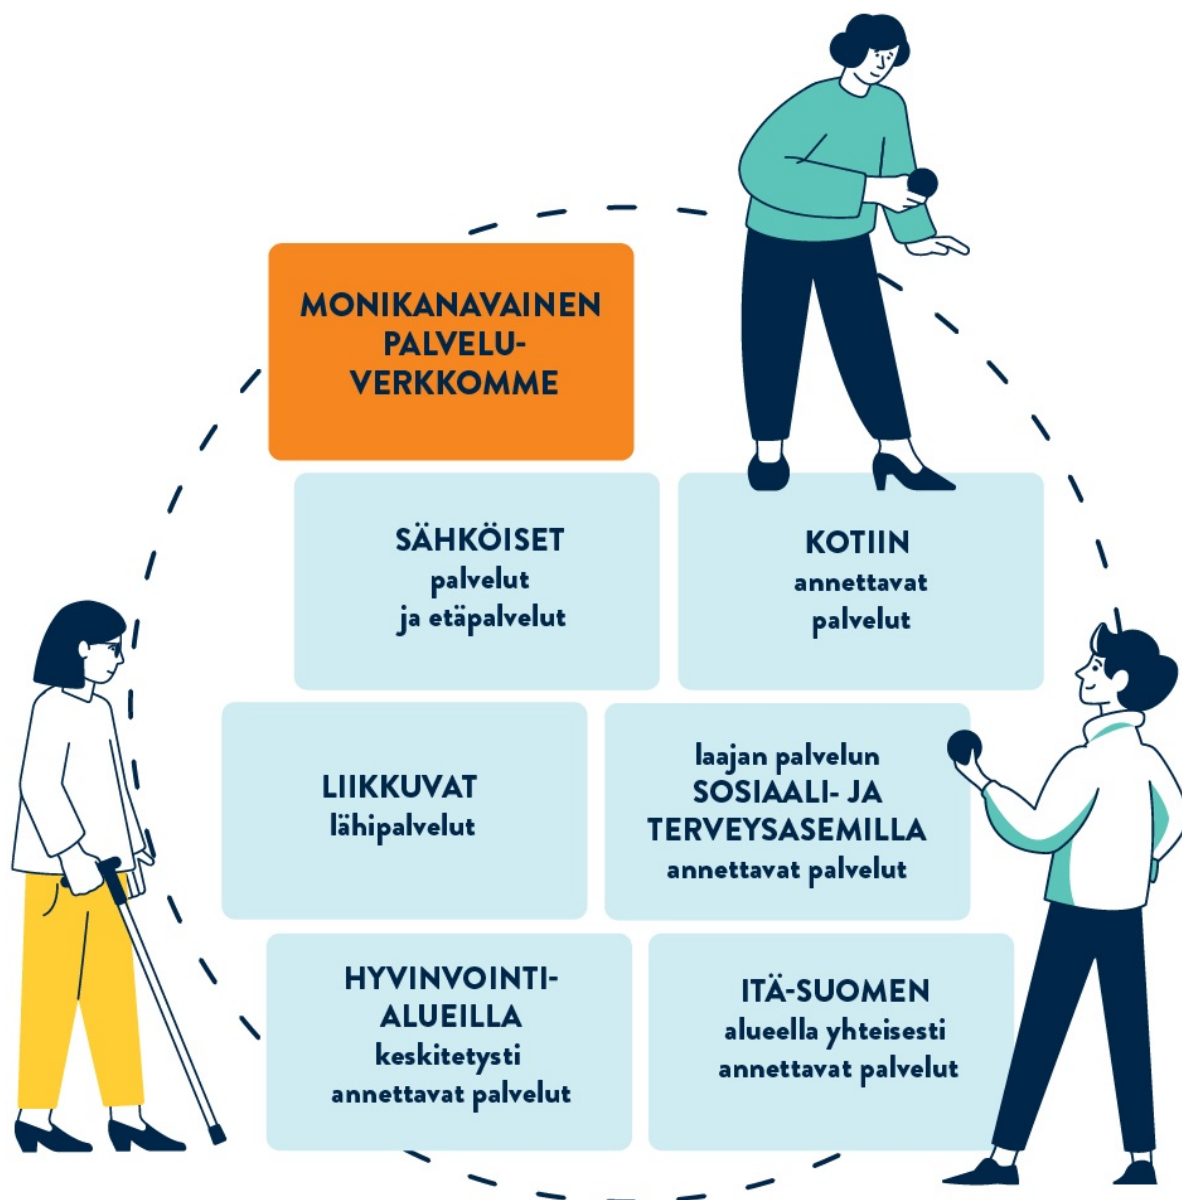 MONIKANAVAINEN
PALVELU-
VERKKOMME
SÄHKÖISET
palvelut
ja etäpalvelut
KOTIIN
annettavat
palvelut
LIIKKUVAT
lähipalvelut
laajan palvelun
SOSIAALI- JA
TERVEYSASEMILLA
annettavat palvelut
HYVINVOINTI-
ALUEILLA
keskitetysti
annettavat palvelut
ITÄ-SUOMEN
alueella yhteisesti
annettavat palvelut